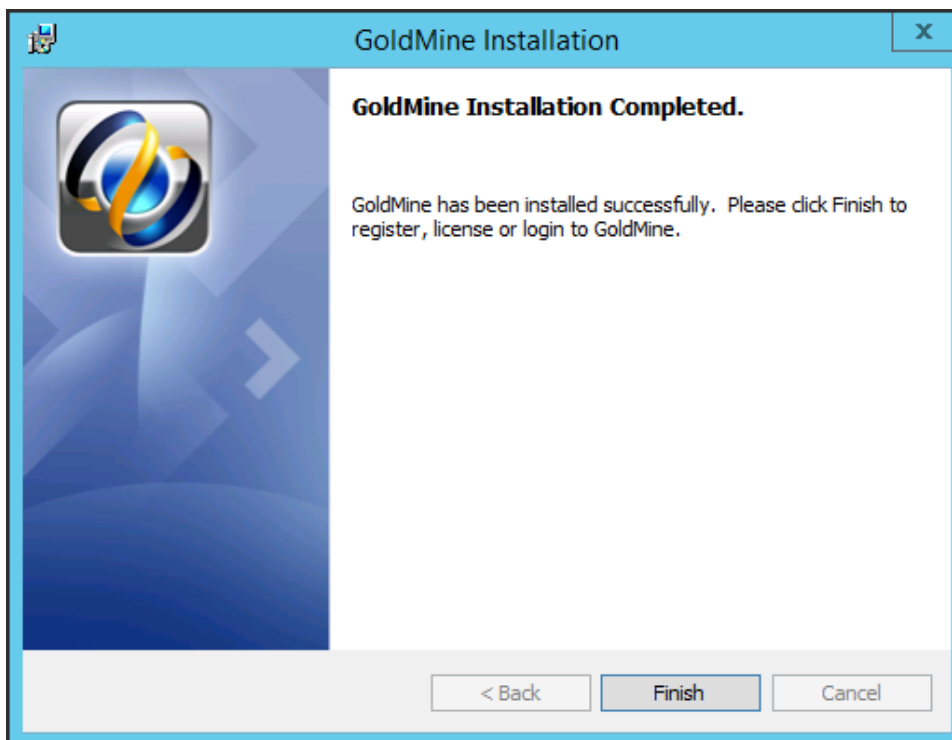 GoldMine Installation
x
GoldMine Installation Completed.
GoldMine has been installed successfully.  Please click Finish to
register, license or login to GoldMine.
< Back
Finish
Cancel